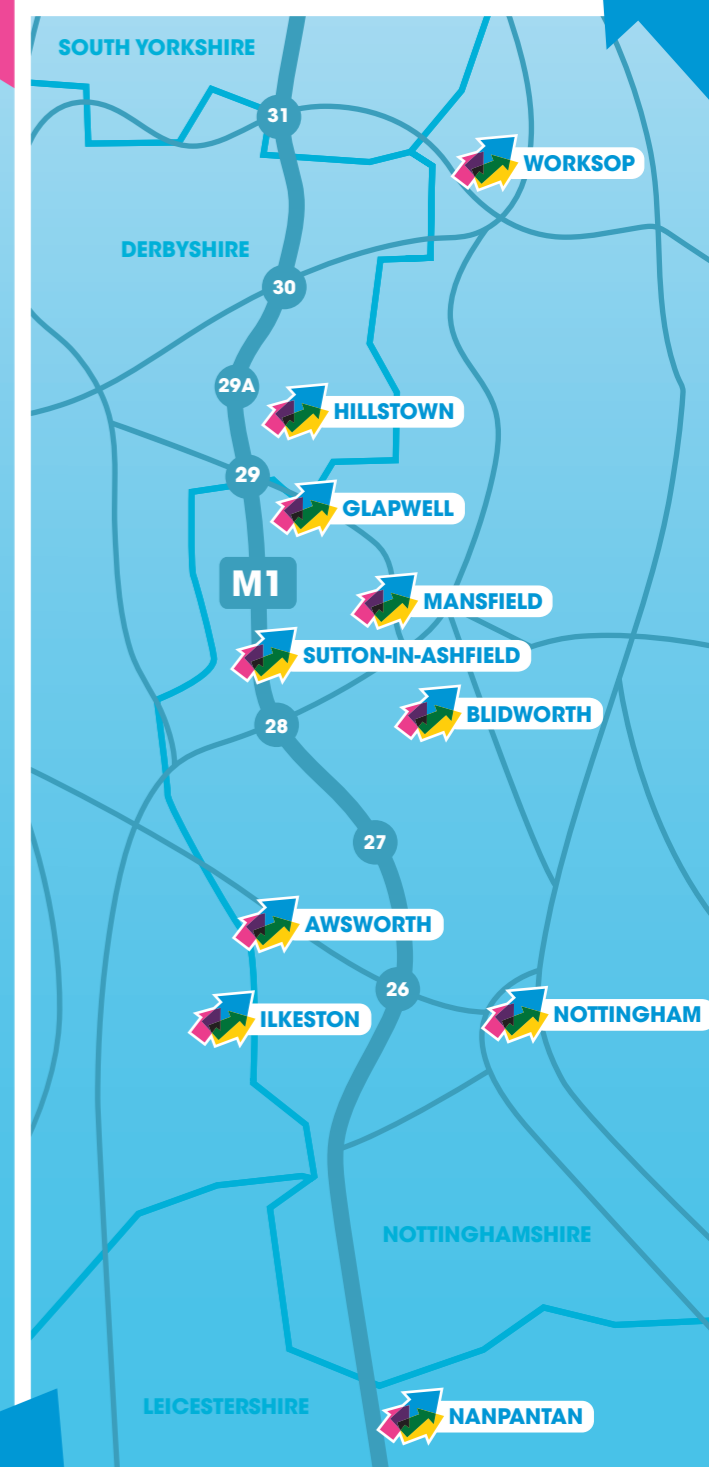 SOUTH YORKSHIRE
31
WORKSOP
DERBYSHIRE
30
29A
HILLSTOWN
29
GLAPWELL
M1
MANSFIELD
SUTTON-IN-ASHFIELD
BLIDWORTH
28
27
AWSWORTH
26
ILKESTON
NOTTINGHAM
NOTTINGHAMSHIRE
LEICESTERSHIRE
NANPANTAN